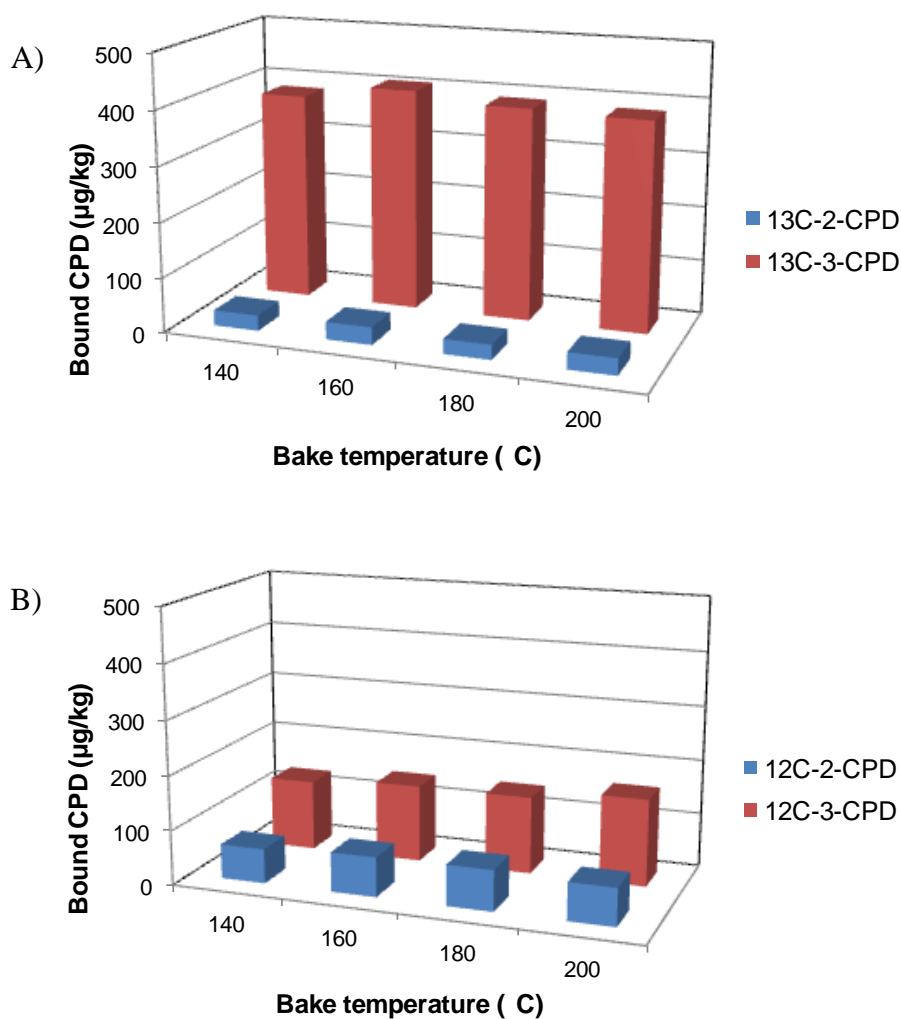 A)
500
400
300
200
100
0
Bound CPD (µg/kg)
140
160
180
200
Bake temperature ( C)
13C-2-CPD
13C-3-CPD
B)
500
400
300
200
100
0
Bound CPD (µg/kg)
140
160
180
200
Bake temperature ( C)
12C-2-CPD
12C-3-CPD